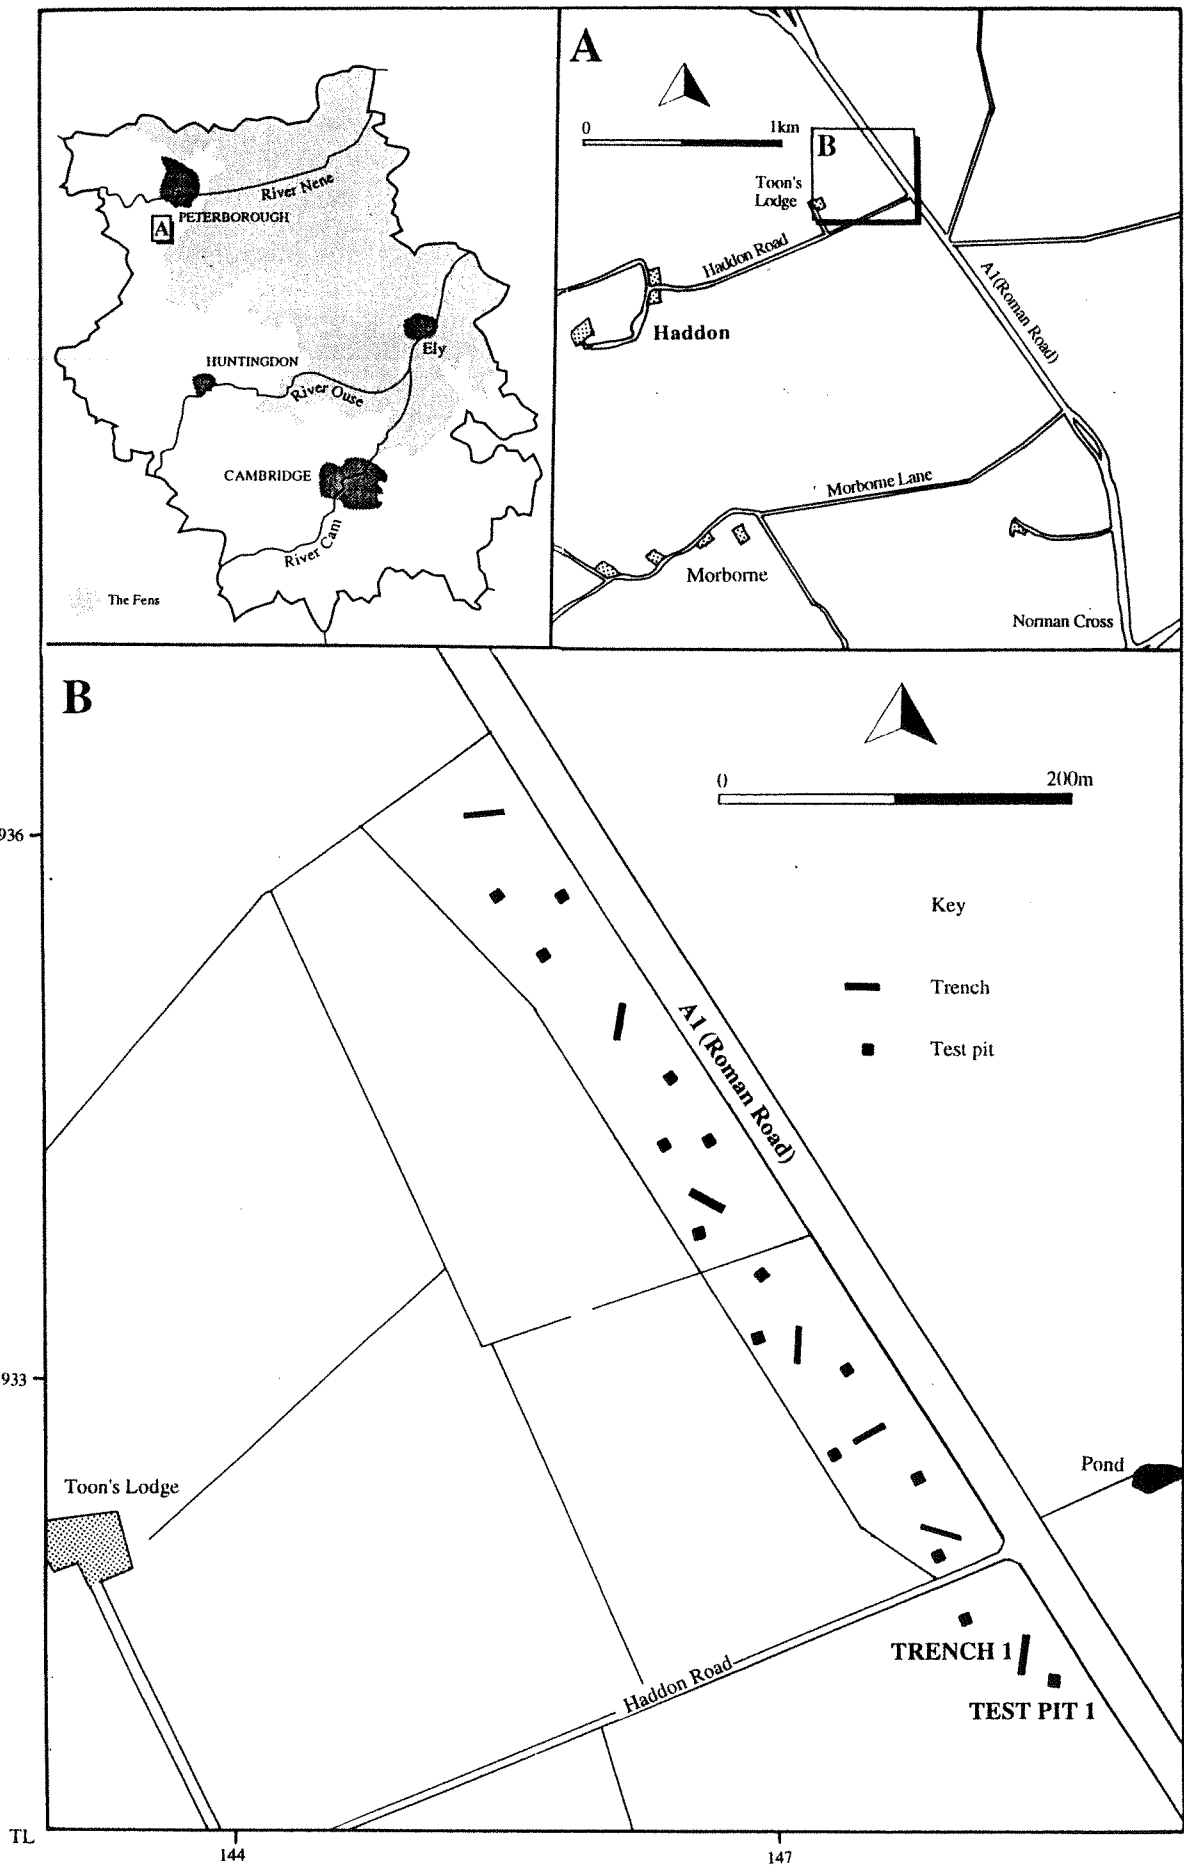 River Nene
PETERBOROUGH
A
Ely
HUNTINGDON
River Ouse
CAMBRIDGE
River Cam
The Fens
A
0 1km
B
Toon's
Lodge
Haddon Road
A1(Roman Road)
Haddon
Morborne Lane
Morborne
Norman Cross
B
0 200m
936
Key
Trench
Test pit
A1 (Roman Road)
933
Toon's Lodge
Pond
TRENCH 1
Haddon Road
TEST PIT 1
TL
144
147